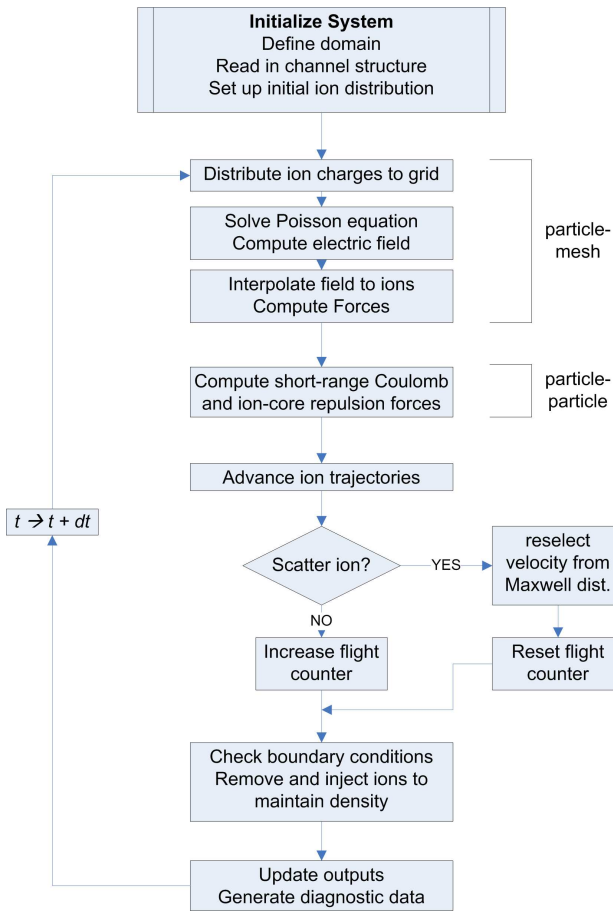 Initialize System
Define domain
Read in channel structure
Set up initial ion distribution
Distribute ion charges to grid
Solve Poisson equation
Compute electric field
Interpolate field to ions
Compute Forces
particle-
mesh
Compute short-range Coulomb
and ion-core repulsion forces
particle-
particle
Advance ion trajectories
t → t + dt
Scatter ion?
YES
reselect
velocity from
Maxwell dist.
NO
Increase flight
counter
Reset flight
counter
Check boundary conditions
Remove and inject ions to
maintain density
Update outputs
Generate diagnostic data